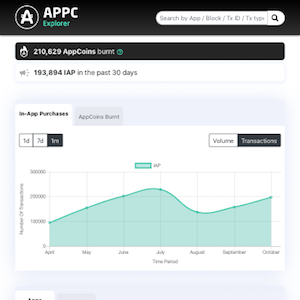 APPC
Explorer
Search by App / Block / Tx ID / Tx type
210,629 AppCoins burnt
193,894 IAP in the past 30 days
In-App Purchases
AppCoins Burnt
1d 7d 1m
Volume Transactions
IAP
Number Of Transactions
300000
200000
100000
0
April May June July August September October
Time Period